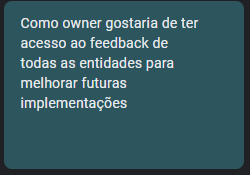 Como owner gostaria de ter
acesso ao feedback de
todas as entidades para
melhorar futuras
implementações